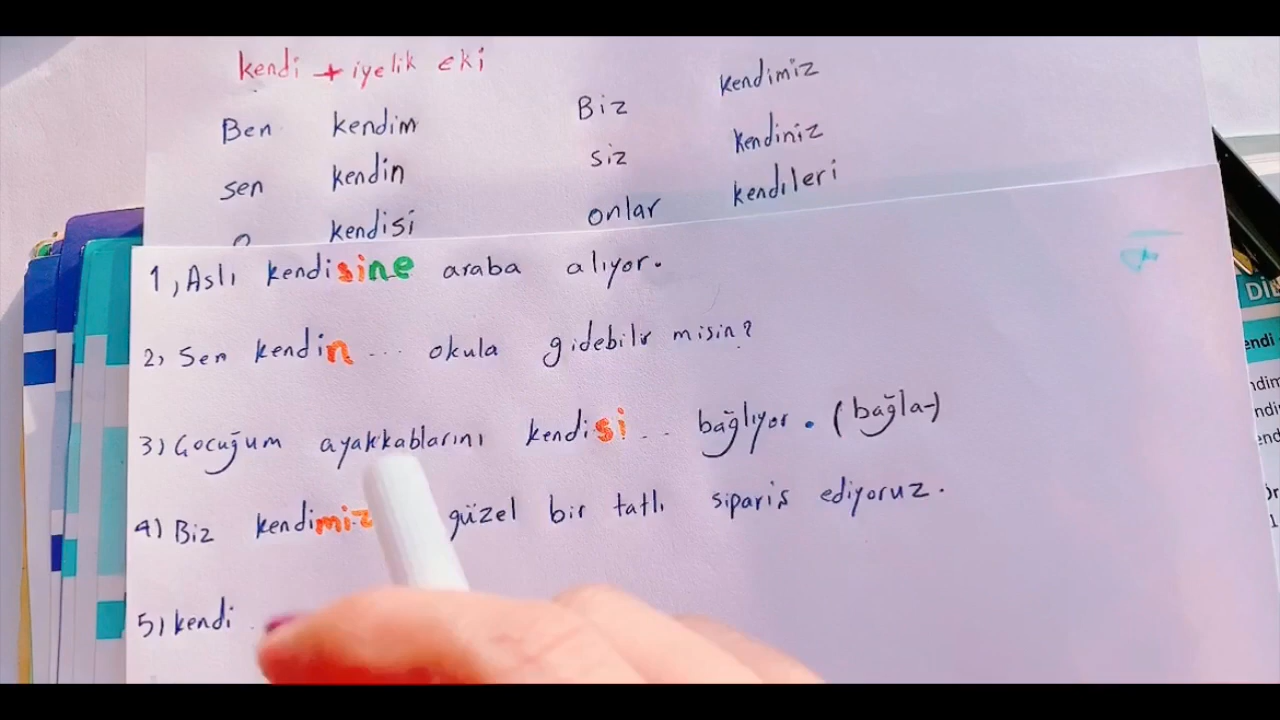 kendi + iyelik eki
Ben kendim Biz kendimiz
sen kendin siz kendiniz
kendisi onlar kendileri
1, Aslı kendisine araba alıyor.
2, Sen kendin ... okula gidebilir misin?
3) Çocuğum ayakkablarını kendisi ... bağlıyor. (bağla-)
4) Biz kendimiz güzel bir tatlı sipariş ediyoruz.
5) kendi